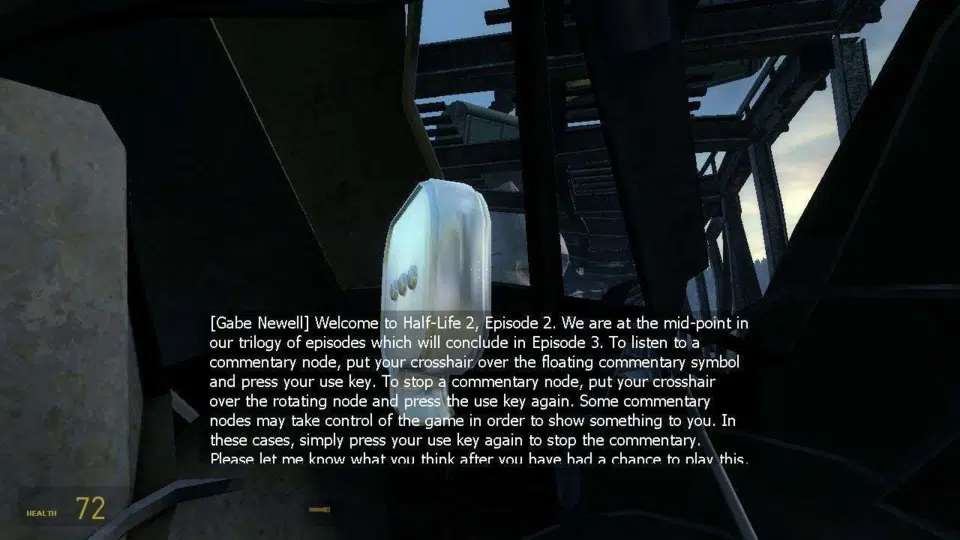 [Gabe Newell] Welcome to Half-Life 2, Episode 2. We are at the mid-point in
our trilogy of episodes which will conclude in Episode 3. To listen to a
commentary node, put your crosshair over the floating commentary symbol
and press your use key. To stop a commentary node, put your crosshair
over the rotating node and press the use key again. Some commentary
nodes may take control of the game in order to show something to you. In
these cases, simply press your use key again to stop the commentary.
Please let me know what you think after you have had a chance to play this.
HEALTH 72